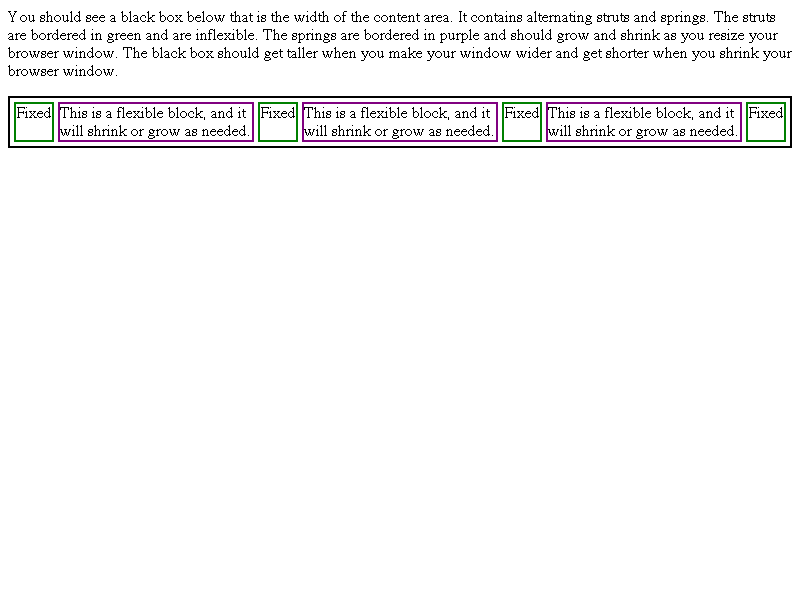 You should see a black box below that is the width of the content area. It contains alternating struts and springs. The struts
are bordered in green and are inflexible. The springs are bordered in purple and should grow and shrink as you resize your
browser window. The black box should get taller when you make your window wider and get shorter when you shrink your
browser window.
Fixed This is a flexible block, and it Fixed This is a flexible block, and it Fixed This is a flexible block, and it Fixed
will shrink or grow as needed. will shrink or grow as needed. will shrink or grow as needed.